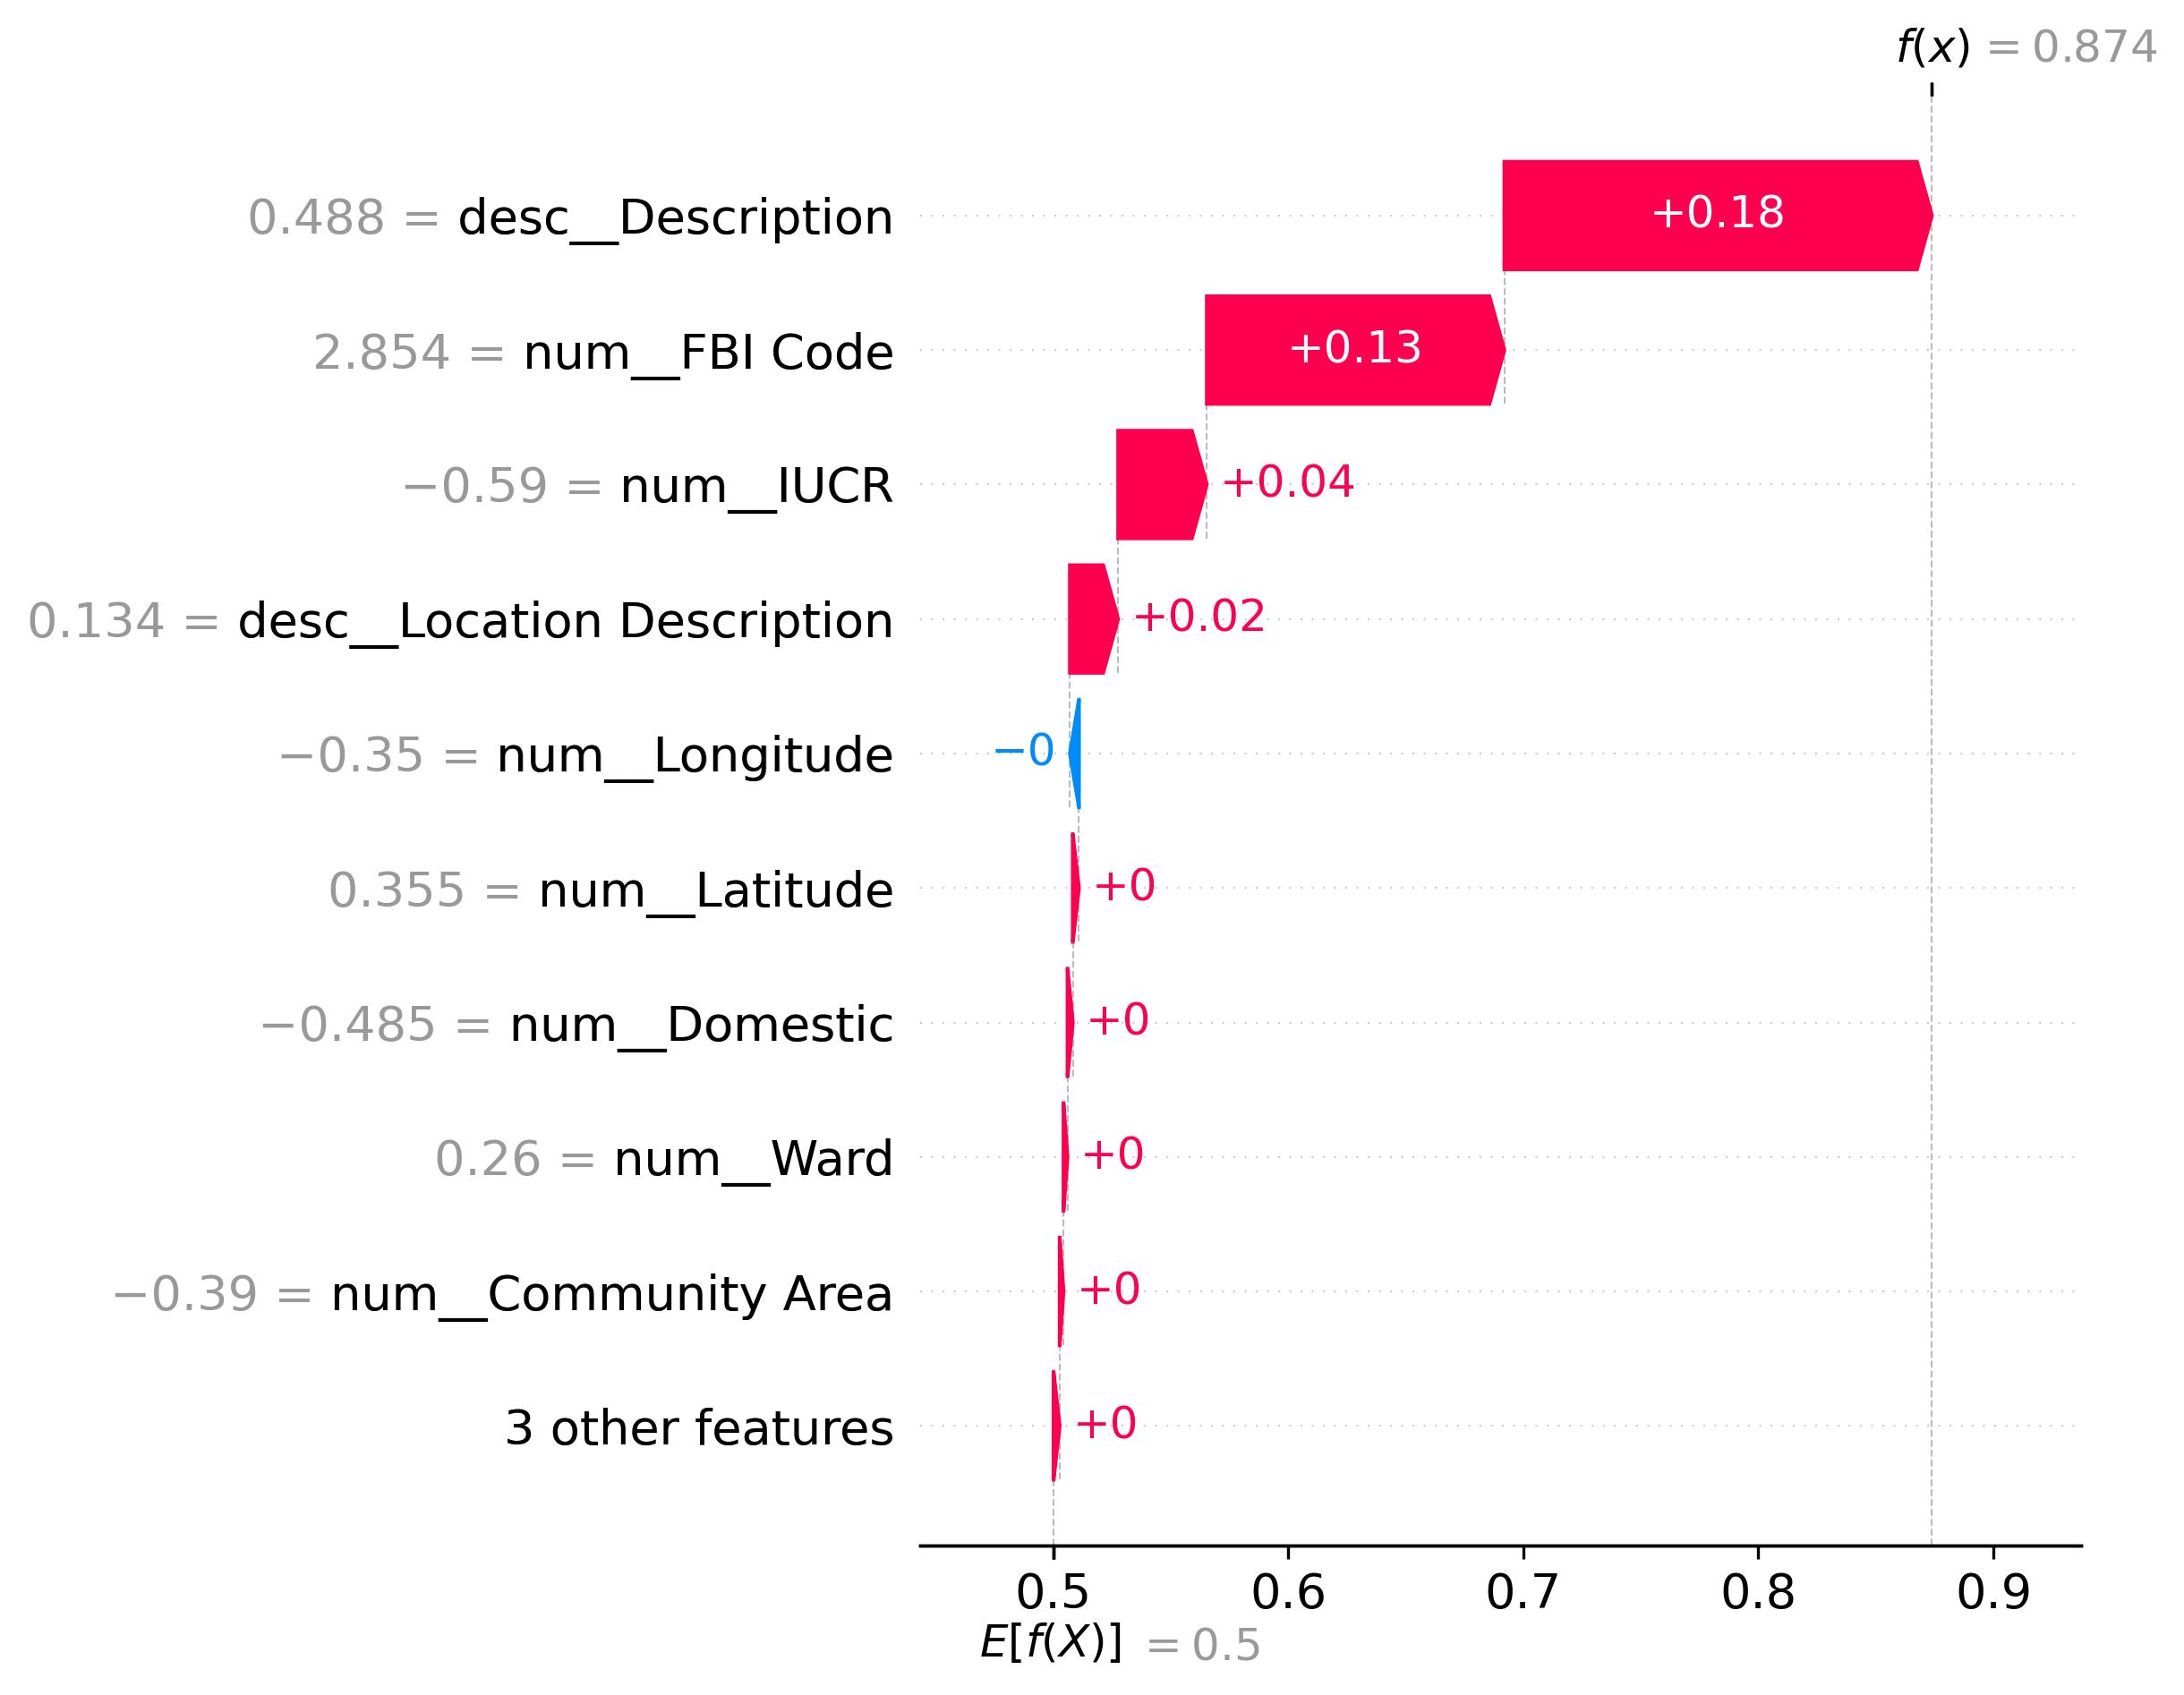 f(x) = 0.874
0.488 = desc__Description +0.18
2.854 = num__FBI Code +0.13
−0.59 = num__IUCR +0.04
0.134 = desc__Location Description +0.02
−0.35 = num__Longitude −0
0.355 = num__Latitude +0
−0.485 = num__Domestic +0
0.26 = num__Ward +0
−0.39 = num__Community Area +0
3 other features +0
0.5 0.6 0.7 0.8 0.9
E[f(X)] = 0.5